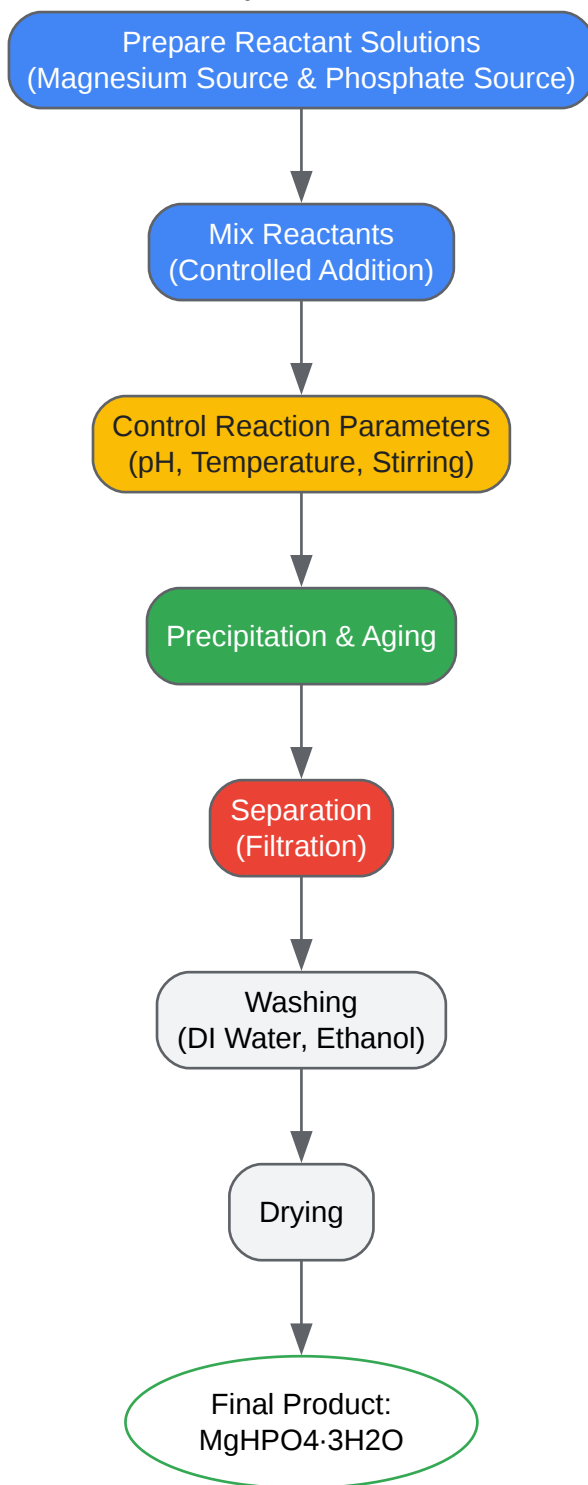 Prepare Reactant Solutions
(Magnesium Source & Phosphate Source)
Mix Reactants
(Controlled Addition)
Control Reaction Parameters
(pH, Temperature, Stirring)
Precipitation & Aging
Separation
(Filtration)
Washing
(DI Water, Ethanol)
Drying
Final Product:
MgHPO4·3H2O